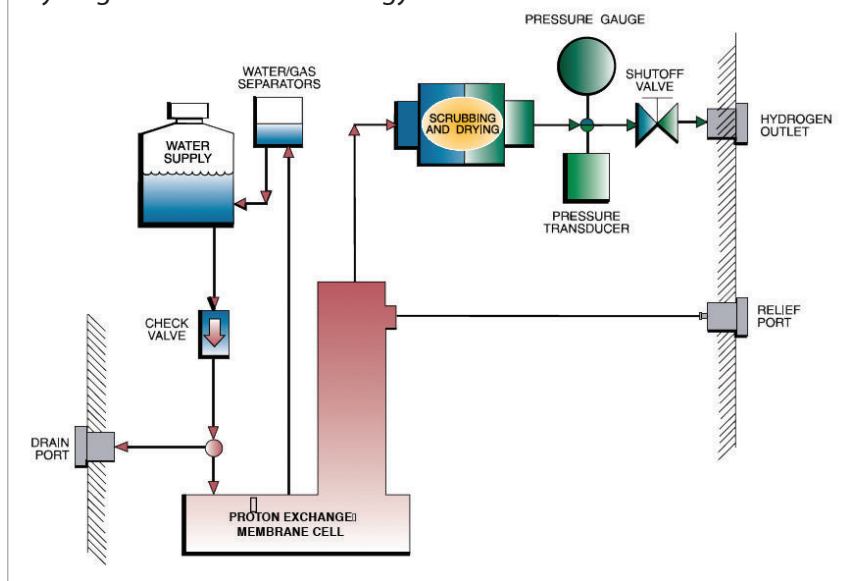 PRESSURE GAUGE
WATER/GAS
SEPARATORS
SHUTOFF
VALVE
WATER
SUPPLY
SCRUBBING
AND DRYING
HYDROGEN
OUTLET
PRESSURE
TRANSDUCER
CHECK
VALVE
RELIEF
PORT
DRAIN
PORT
PROTON EXCHANGE
MEMBRANE CELL